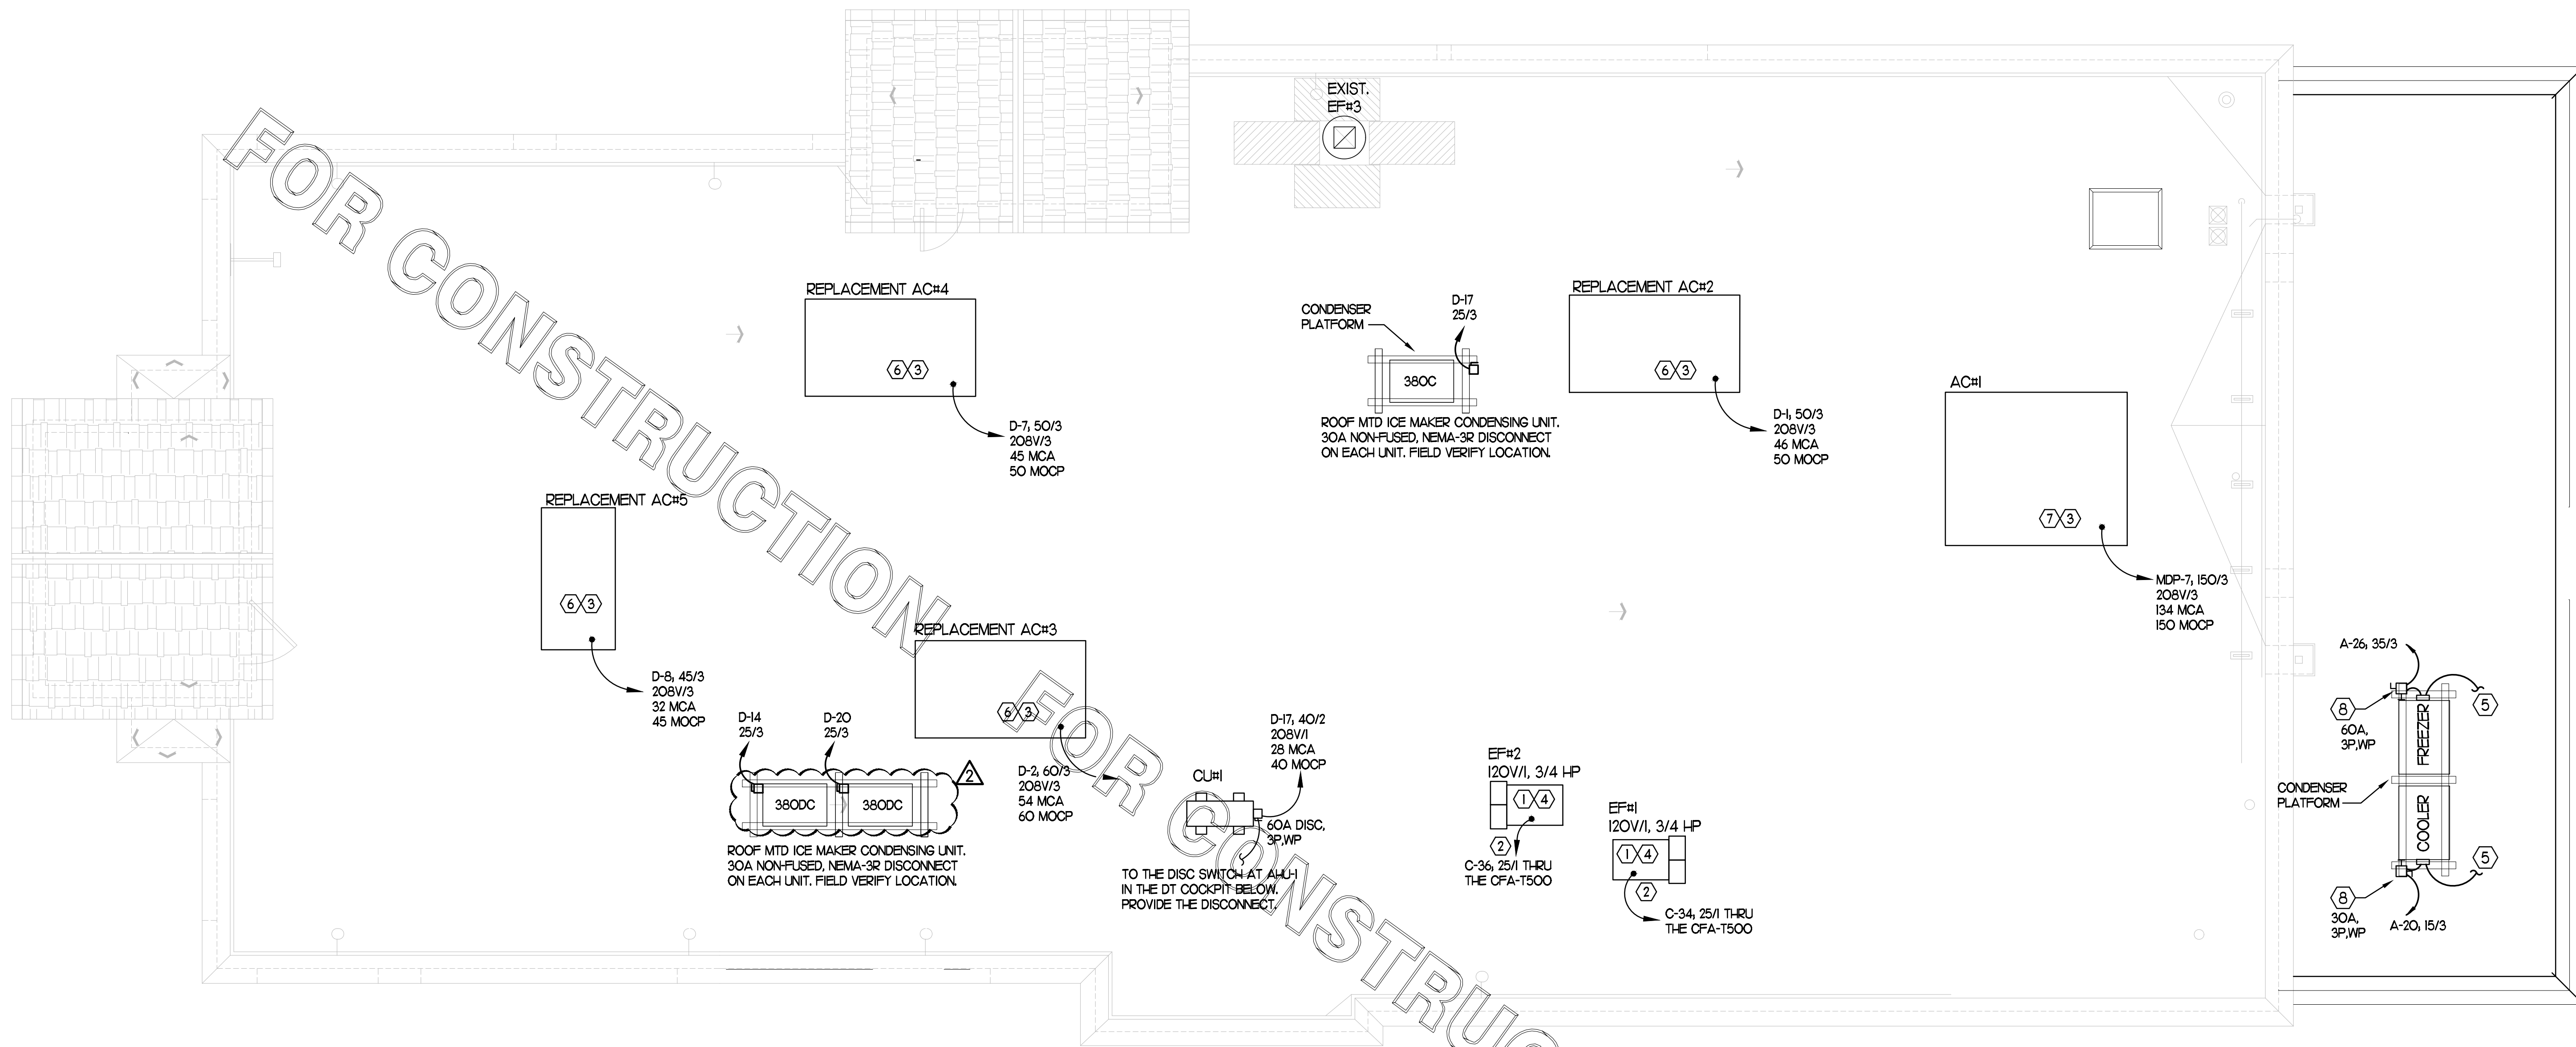 FOR CONSTRUCTION
EXIST.
EF#3
REPLACEMENT AC#4
6 3
D-7, 50/3
208V/3
45 MCA
50 MOCP
CONDENSER
PLATFORM
D-17
25/3
380C
ROOF MTD ICE MAKER CONDENSING UNIT.
30A NON-FUSED, NEMA-3R DISCONNECT
ON EACH UNIT. FIELD VERIFY LOCATION.
REPLACEMENT AC#2
6 3
D-1, 50/3
208V/3
46 MCA
50 MOCP
AC#1
7 3
MDP-7, 150/3
208V/3
134 MCA
150 MOCP
REPLACEMENT AC#5
6 3
D-8, 45/3
208V/3
32 MCA
45 MOCP
REPLACEMENT AC#3
6 3
D-2, 60/3
208V/3
54 MCA
60 MOCP
D-14
25/3
D-20
25/3
2
380DC
380DC
ROOF MTD ICE MAKER CONDENSING UNIT.
30A NON-FUSED, NEMA-3R DISCONNECT
ON EACH UNIT. FIELD VERIFY LOCATION.
FOR CONSTRUC
CU#1
D-17, 40/2
208V/1
28 MCA
40 MOCP
60A DISC,
3P,WP
TO THE DISC SWITCH AT AHU-1
IN THE DT COCKPIT BELOW.
PROVIDE THE DISCONNECT.
EF#2
120V/1, 3/4 HP
1 4
2
C-36, 25/1 THRU
THE CFA-T500
EF#1
120V/1, 3/4 HP
1 4
2
C-34, 25/1 THRU
THE CFA-T500
A-26, 35/3
8
60A,
3P,WP
5
FREEZER
CONDENSER
PLATFORM
COOLER
5
8
30A,
3P,WP
A-20, 15/3